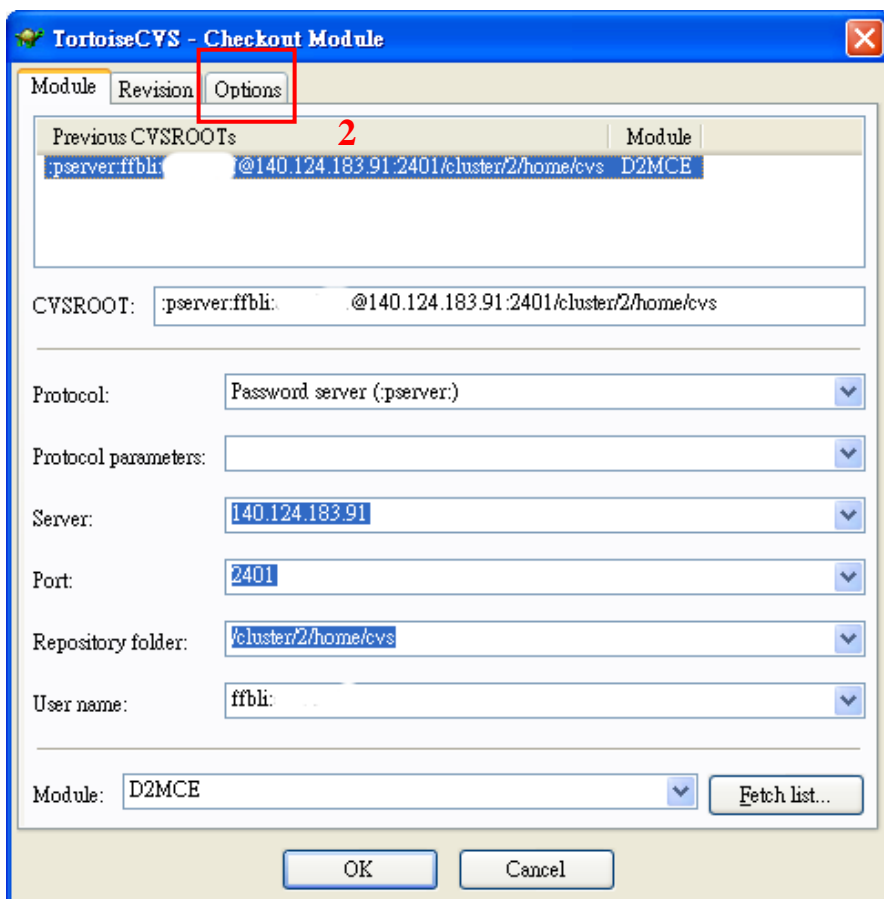 TortoiseCVS - Checkout Module
Module Revision Options
2
Previous CVSROOTs Module
:pserver:ffbli: @140.124.183.91:2401/cluster/2/home/cvs D2MCE
CVSROOT: :pserver:ffbli: @140.124.183.91:2401/cluster/2/home/cvs
Protocol: Password server (:pserver:)
Protocol parameters:
Server: 140.124.183.91
Port: 2401
Repository folder: /cluster/2/home/cvs
User name: ffbli:
Module: D2MCE Fetch list...
OK Cancel